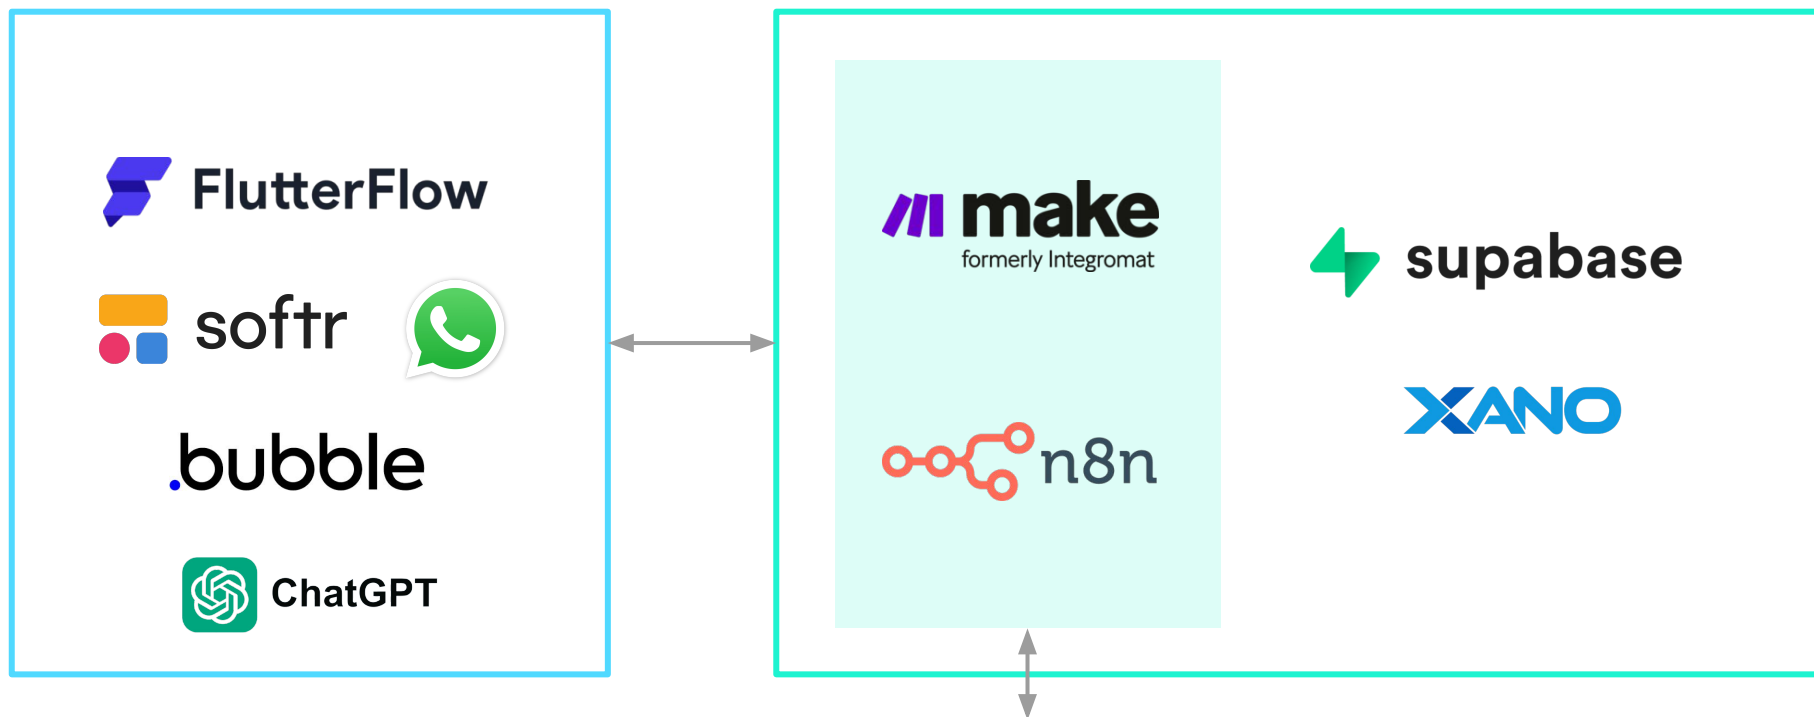 FlutterFlow
softr
.bubble
ChatGPT
make
formerly Integromat
n8n
supabase
XANO